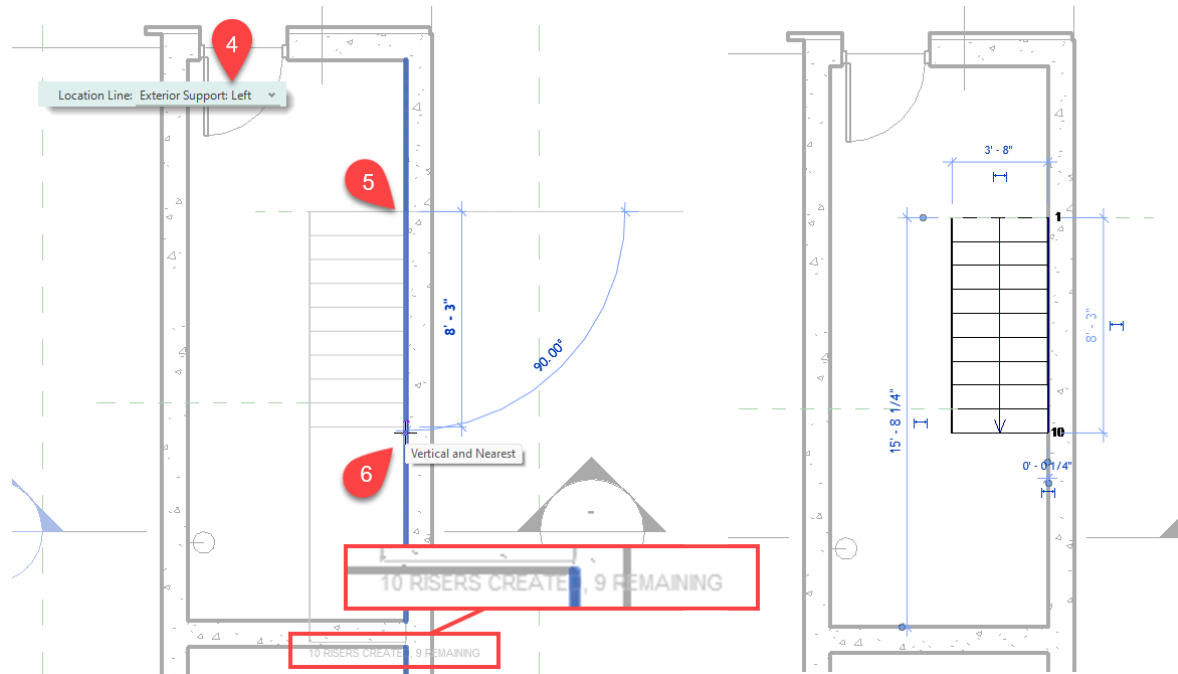 4
Location Line: Exterior Support: Left
5
8' - 3"
90.00°
Vertical and Nearest
6
10 RISERS CREATED, 9 REMAINING
10 RISERS CREATED, 9 REMAINING
3' - 8"
1
8' - 3"
15' - 8 1/4"
10
0' - 0 1/4"